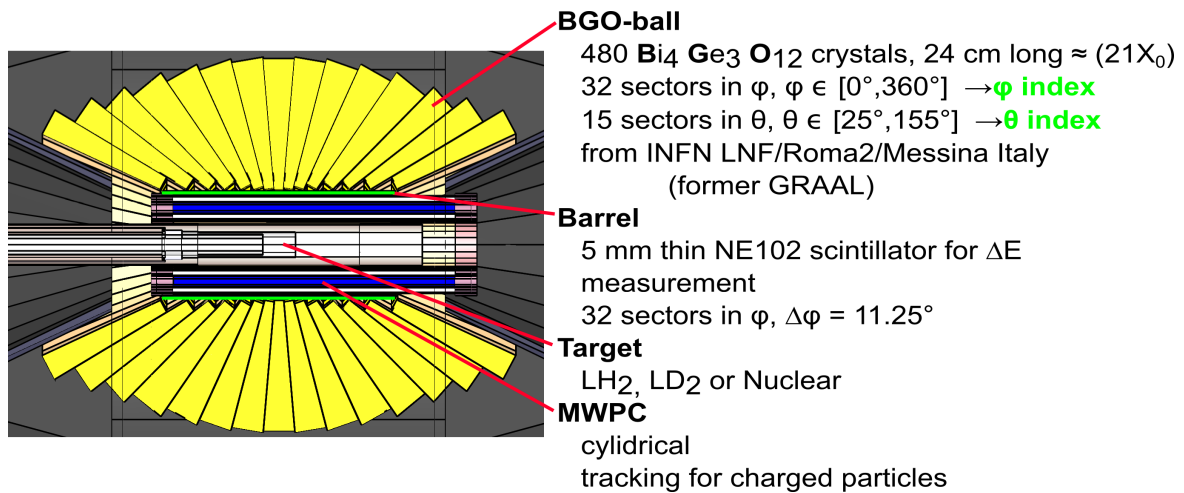 BGO-ball
480 Bi4 Ge3 O12 crystals, 24 cm long ≈ (21X0)
32 sectors in φ, φ ϵ [0°,360°] →φ index
15 sectors in θ, θ ϵ [25°,155°] →θ index
from INFN LNF/Roma2/Messina Italy
(former GRAAL)
Barrel
5 mm thin NE102 scintillator for ΔE
measurement
32 sectors in φ, Δφ = 11.25°
Target
LH2, LD2 or Nuclear
MWPC
cylidrical
tracking for charged particles